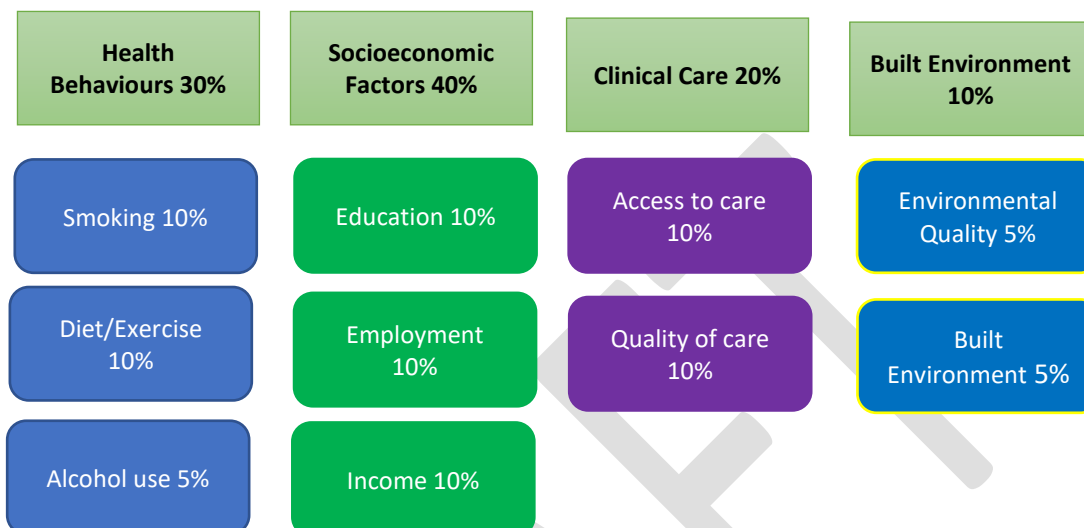 Health
Behaviours 30%
Socioeconomic
Factors 40%
Clinical Care 20%
Built Environment
10%
Smoking 10%
Education 10%
Access to care
10%
Environmental
Quality 5%
Diet/Exercise
10%
Employment
10%
Quality of care
10%
Built
Environment 5%
Alcohol use 5%
Income 10%